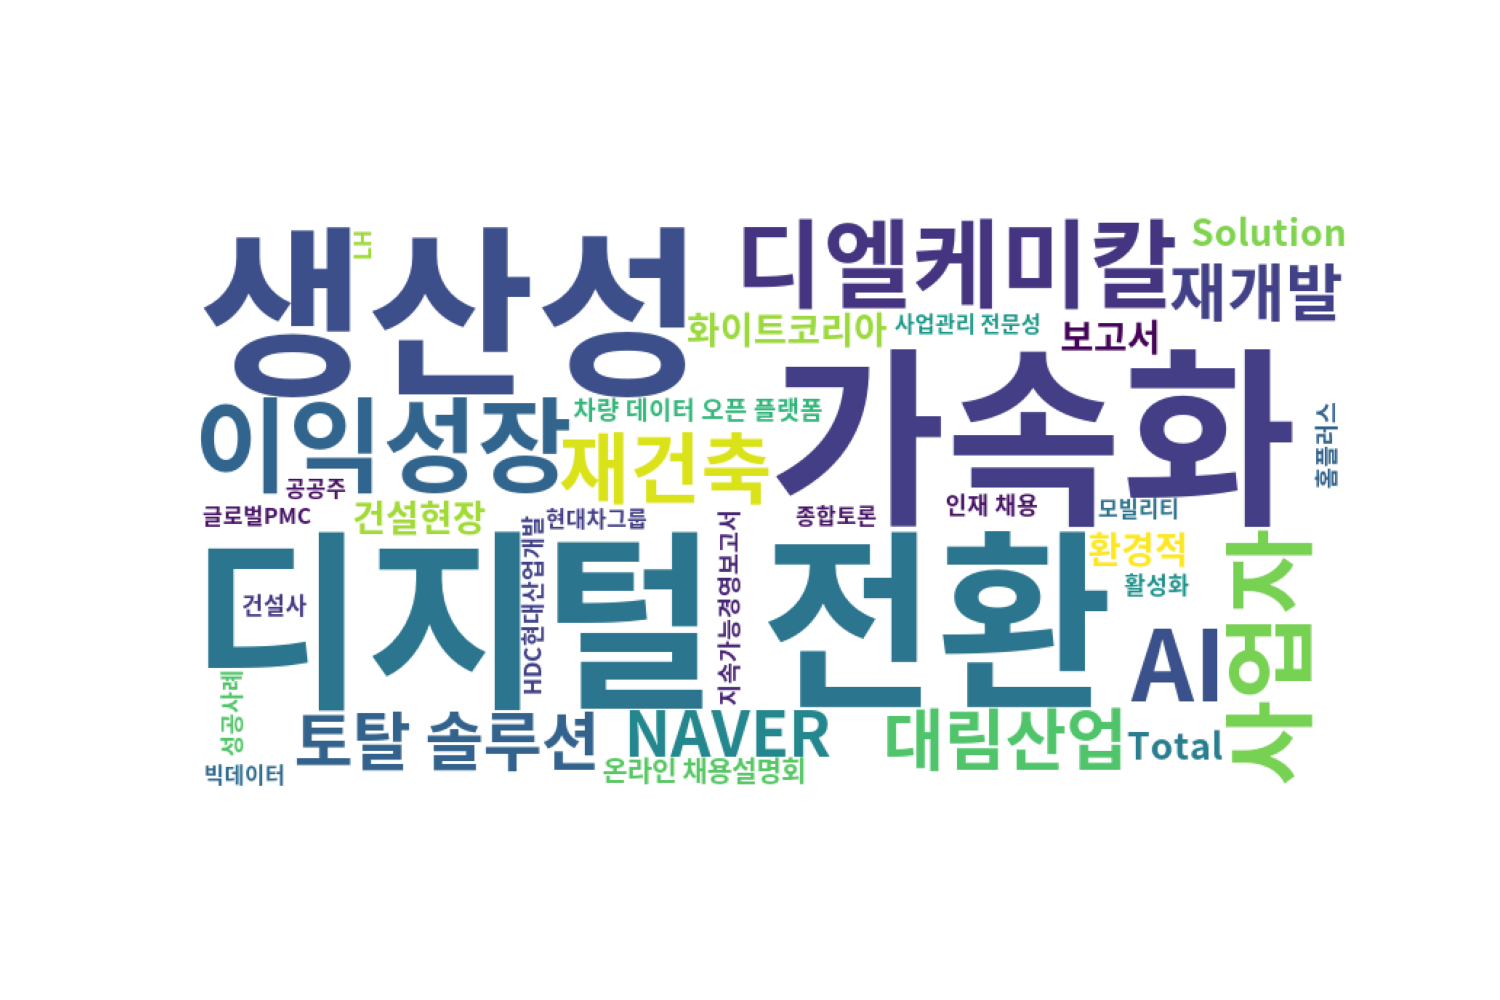 생산성
LH
디엘케미칼
Solution
재개발
화이트코리아
사업관리 전문성
보고서
가속화
이익성장
차량 데이터 오픈 플랫폼
재건축
홈플러스
공공주
글로벌PMC
건설현장
현대차그룹
종합토론
인재 채용
모빌리티
디지털 전환
HDC현대산업개발
지속가능경영보고서
환경적
활성화
사업자
건설사
AI
성공사례
토탈 솔루션
NAVER
대림산업
Total
빅데이터
온라인 채용설명회